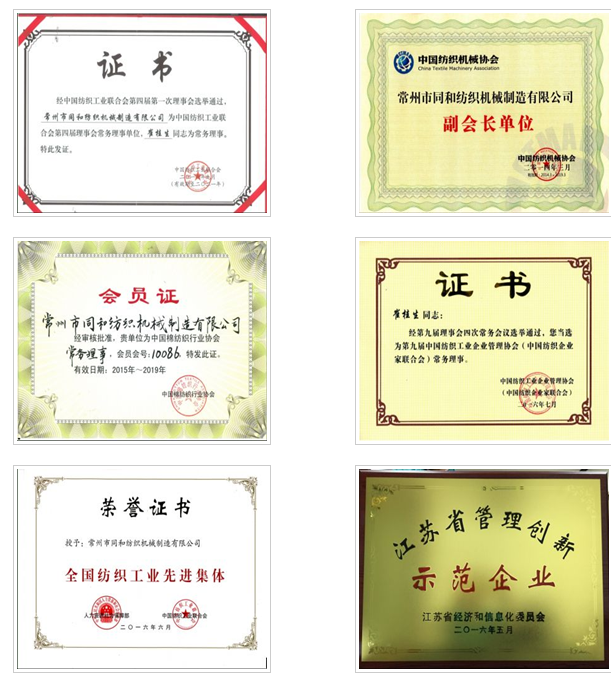 证 书
经中国纺织工业联合会第四届第一次理事会选举通过，
常州市同和纺织机械制造有限公司 为中国纺织工业联
合会第四届理事会常务理事单位，崔桂生 同志为常务理事。
特此发证。
中国纺织工业联合会
中国纺织机械协会
China Textile Machinery Association
常州市同和纺织机械制造有限公司
副会长单位
中国纺织机械协会
会员证
常州市同和纺织机械制造有限公司
经审核批准，贵单位为中国棉纺织行业协会
常务理事，会员会号：10086. 特发此证。
有效日期：2015年～2019年
中国棉纺织行业协会
证 书
崔桂生 同志：
经第九届理事会四次常务会议选举通过，您当选
为第九届中国纺织工业企业管理协会（中国纺织企业
家联合会）常务理事。
中国纺织工业企业管理协会
（中国纺织企业家联合会）
二〇一六年七月
荣誉证书
授予：常州市同和纺织机械制造有限公司
全国纺织工业先进集体
二〇一六年六月
江苏省管理创新
示范企业
江苏省经济和信息化委员会
二〇一六年五月